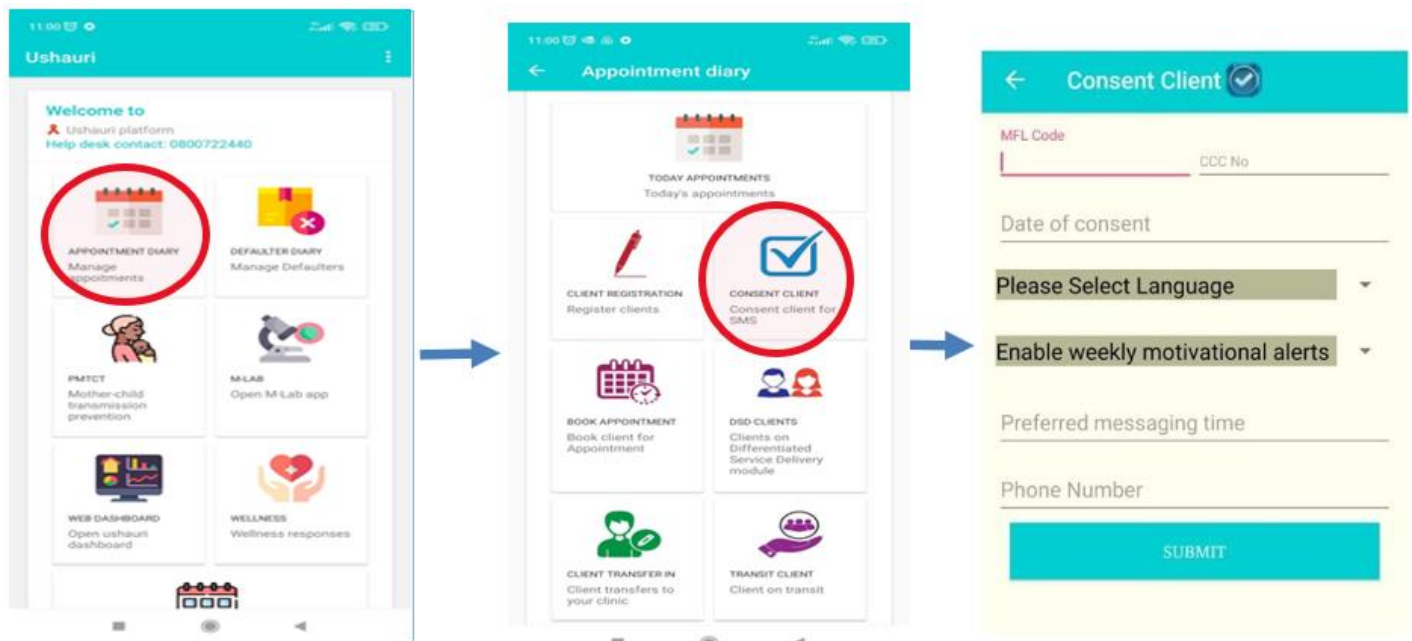 11:00
Ushauri
Welcome to
Ushauri platform
Help desk contact: 0800722440
APPOINTMENT DIARY
Manage
appoitments
DEFAULTER DIARY
Manage Defaulters
PMTCT
Mother-child
transmission
prevention
M-LAB
Open M-Lab app
WEB DASHBOARD
Open ushauri
dashboard
WELLNESS
Wellness responses
11:00
Appointment diary
TODAY APPOINTMENTS
Today's appointments
CLIENT REGISTRATION
Register clients
CONSENT CLIENT
Consent client for
SMS
BOOK APPOINTMENT
Book client for
Appointment
DSD CLIENTS
Clients on
Differentiated
Service Delivery
module
CLIENT TRANSFER IN
Client transfers to
your clinic
TRANSIT CLIENT
Client on transit
Consent Client
MFL Code
CCC No
Date of consent
Please Select Language
Enable weekly motivational alerts
Preferred messaging time
Phone Number
SUBMIT